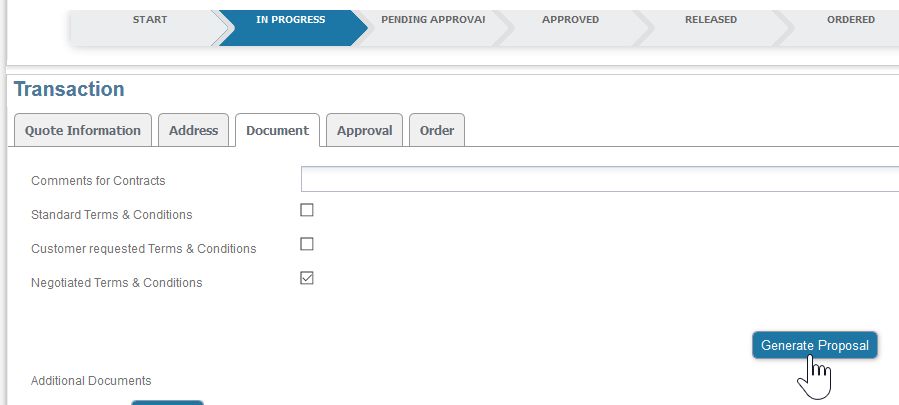 START IN PROGRESS PENDING APPROVAL APPROVED RELEASED ORDERED
Transaction
Quote Information Address Document Approval Order
Comments for Contracts
Standard Terms & Conditions
Customer requested Terms & Conditions
Negotiated Terms & Conditions
Generate Proposal
Additional Documents